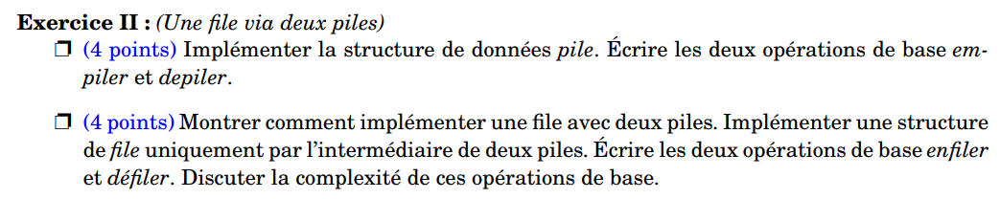 Exercice II : (Une file via deux piles)
❒ (4 points) Implémenter la structure de données pile. Écrire les deux opérations de base em-
piler et depiler.
❒ (4 points) Montrer comment implémenter une file avec deux piles. Implémenter une structure
de file uniquement par l'intermédiaire de deux piles. Écrire les deux opérations de base enfiler
et défiler. Discuter la complexité de ces opérations de base.